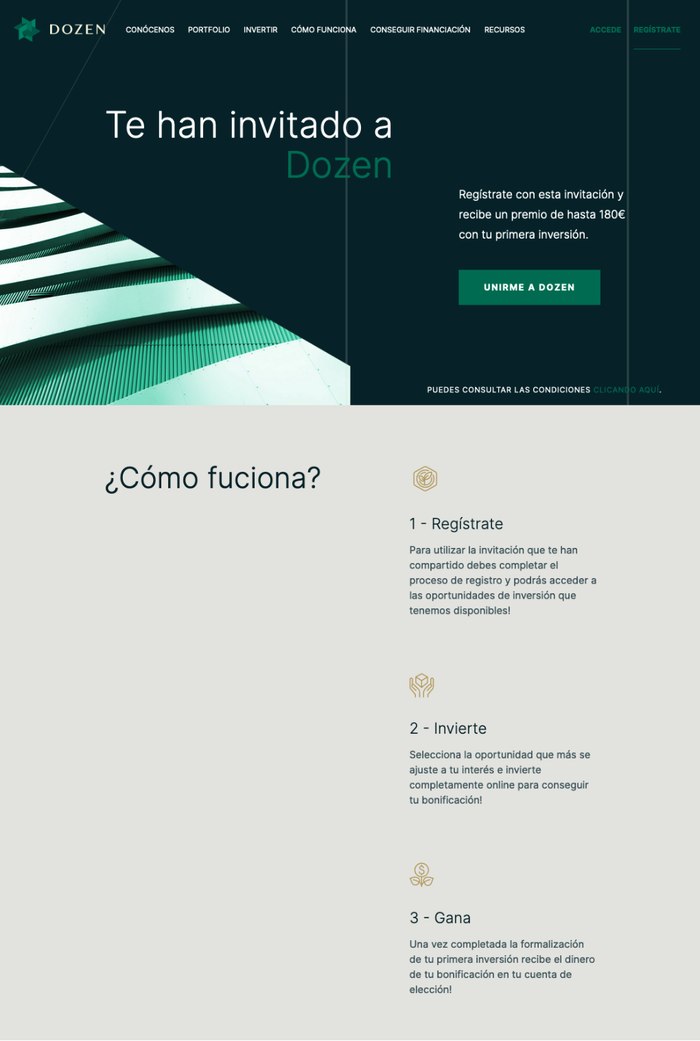 DOZEN
CONÓCENOS PORTFOLIO INVERTIR CÓMO FUNCIONA CONSEGUIR FINANCIACIÓN RECURSOS ACCEDE REGÍSTRATE
Te han invitado a
Dozen
Regístrate con esta invitación y
recibe un premio de hasta 180€
con tu primera inversión.
UNIRME A DOZEN
PUEDES CONSULTAR LAS CONDICIONES CLICANDO AQUÍ.
¿Cómo fuciona?
1 - Regístrate
Para utilizar la invitación que te han
compartido debes completar el
proceso de registro y podrás acceder a
las oportunidades de inversión que
tenemos disponibles!
2 - Invierte
Selecciona la oportunidad que más se
ajuste a tu interés e invierte
completamente online para conseguir
tu bonificación!
3 - Gana
Una vez completada la formalización
de tu primera inversión recibe el dinero
de tu bonificación en tu cuenta de
elección!